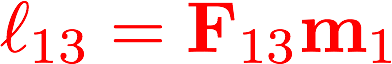 ℓ₁₃ = 𝐅₁₃𝐦₁